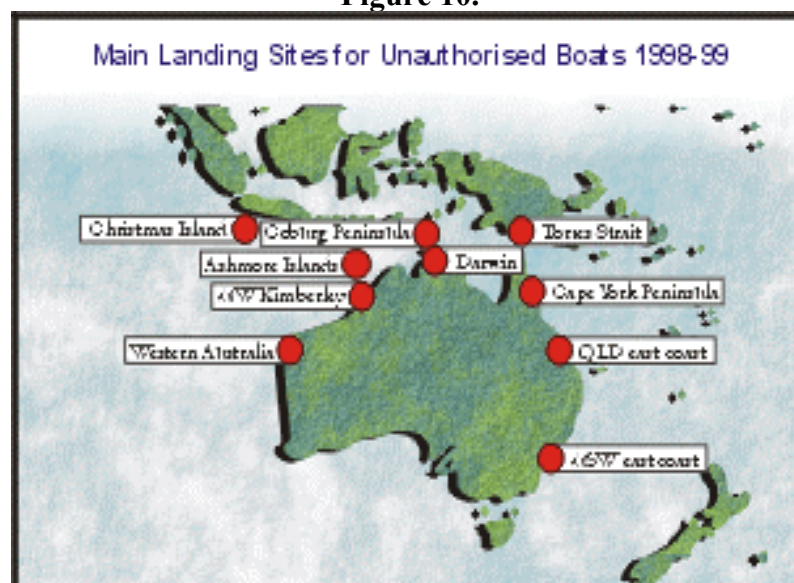 Figure 10.
Main Landing Sites for Unauthorised Boats 1998-99
Christmas Island
Coburg Peninsula
Torres Strait
Ashmore Islands
Darwin
NW Kimberley
Cape York Peninsula
Western Australia
QLD east coast
NSW east coast